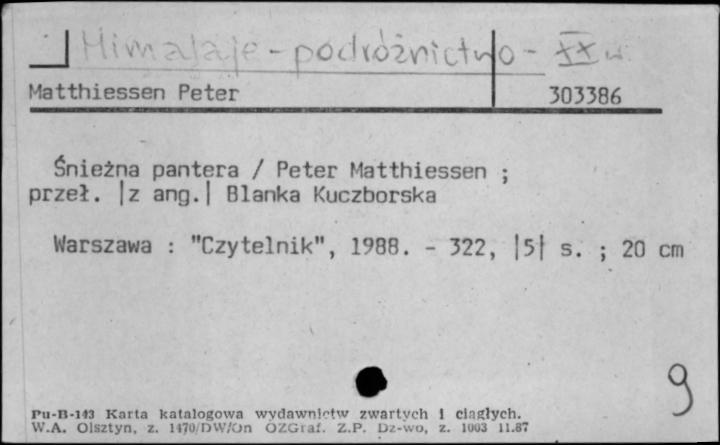 Himalaje - podróżnictwo - XX w
Matthiessen Peter 303386
Śnieżna pantera / Peter Matthiessen ;
przeł. |z ang.| Blanka Kuczborska
Warszawa : "Czytelnik", 1988. - 322, |5| s. ; 20 cm
9
Pu-B-143 Karta katalogowa wydawnictw zwartych i ciągłych.
W.A. Olsztyn, z. 1470/DW/On OZGraf. Z.P. Dz-wo, z. 1003 11.87